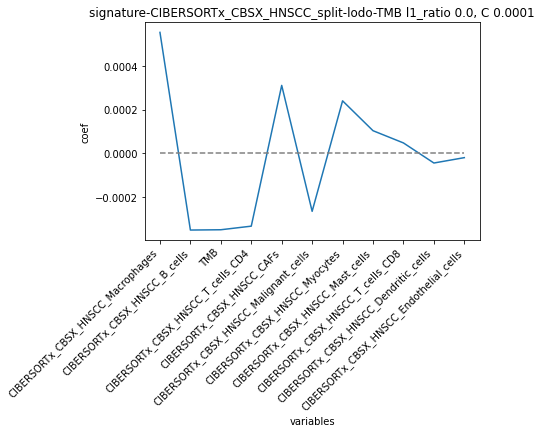 signature-CIBERSORTx_CBSX_HNSCC_split-lodo-TMB l1_ratio 0.0, C 0.0001
0.0004
0.0002
0.0000
−0.0002
coef
CIBERSORTx_CBSX_HNSCC_Macrophages
CIBERSORTx_CBSX_HNSCC_B_cells
TMB
CIBERSORTx_CBSX_HNSCC_T_cells_CD4
CIBERSORTx_CBSX_HNSCC_CAFs
CIBERSORTx_CBSX_HNSCC_Malignant_cells
CIBERSORTx_CBSX_HNSCC_Myocytes
CIBERSORTx_CBSX_HNSCC_Mast_cells
CIBERSORTx_CBSX_HNSCC_T_cells_CD8
CIBERSORTx_CBSX_HNSCC_Dendritic_cells
CIBERSORTx_CBSX_HNSCC_Endothelial_cells
variables